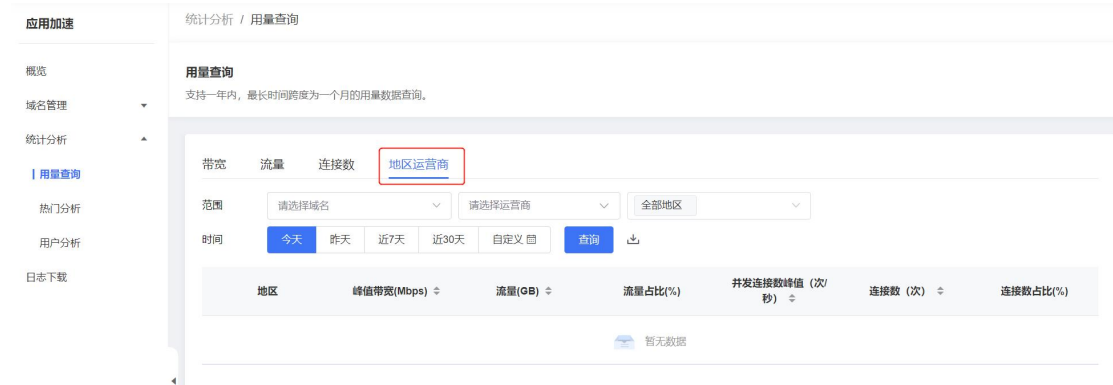 应用加速
统计分析 / 用量查询
概览
域名管理
统计分析
用量查询
热门分析
用户分析
日志下载
用量查询
支持一年内，最长时间跨度为一个月的用量数据查询。
带宽 流量 连接数 地区运营商
范围 请选择域名 请选择运营商 全部地区
时间 今天 昨天 近7天 近30天 自定义 查询
地区 峰值带宽(Mbps) 流量(GB) 流量占比(%) 并发连接数峰值（次/秒） 连接数（次） 连接数占比(%)
暂无数据